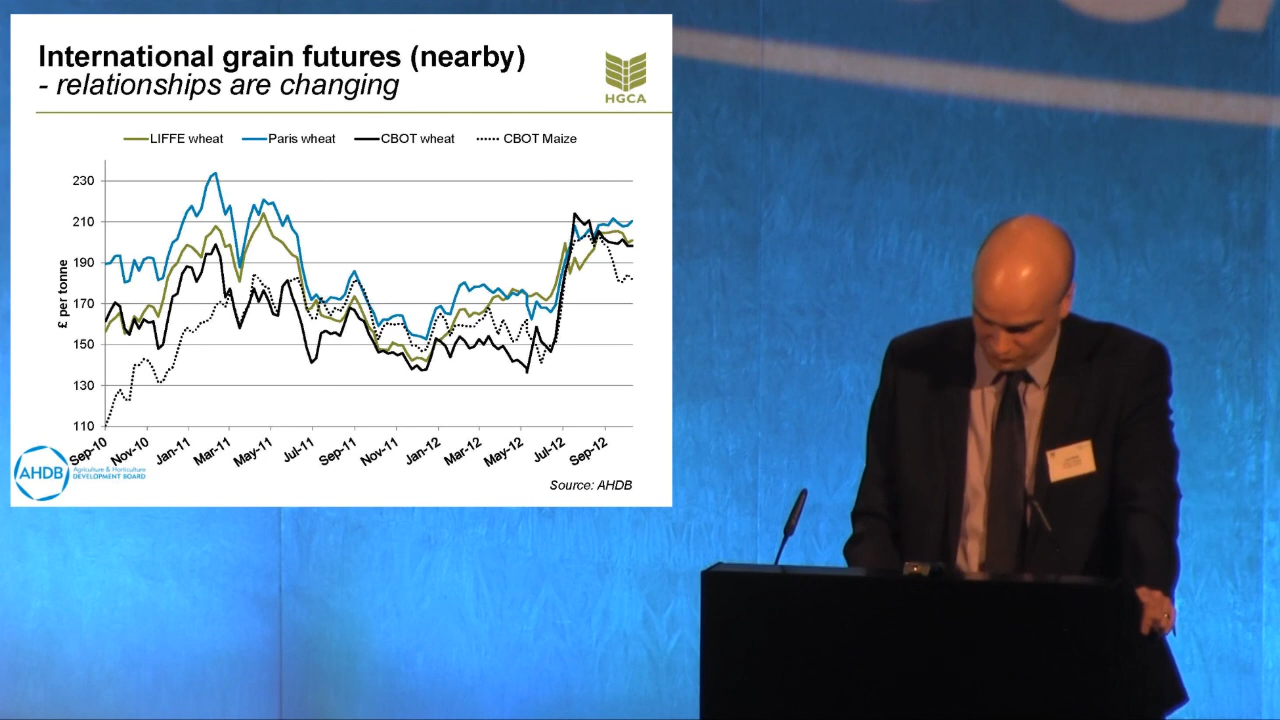 International grain futures (nearby)
- relationships are changing
HGCA
LIFFE wheat
Paris wheat
CBOT wheat
CBOT Maize
£ per tonne
230
210
190
170
150
130
110
Sep-10
Nov-10
Jan-11
Mar-11
May-11
Jul-11
Sep-11
Nov-11
Jan-12
Mar-12
May-12
Jul-12
Sep-12
AHDB
Agriculture & Horticulture
DEVELOPMENT BOARD
Source: AHDB